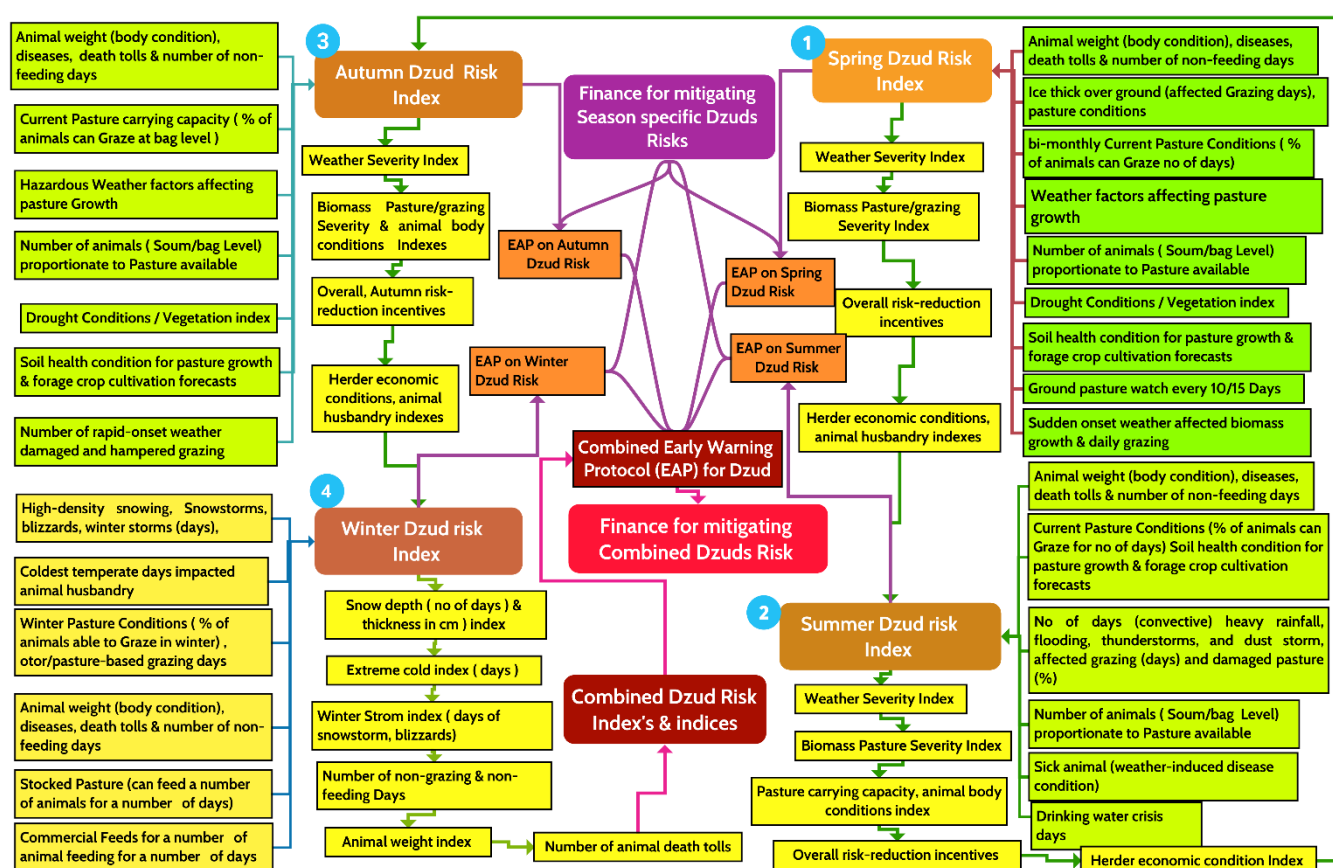 Animal weight (body condition),
diseases, death tolls & number of non-
feeding days
Current Pasture carrying capacity ( % of
animals can Graze at bag level )
Hazardous Weather factors affecting
pasture Growth
Number of animals ( Soum/bag Level)
proportionate to Pasture available
Drought Conditions / Vegetation index
Soil health condition for pasture growth
& forage crop cultivation forecasts
Number of rapid-onset weather
damaged and hampered grazing
3
Autumn Dzud Risk
Index
Weather Severity Index
Biomass Pasture/grazing
Severity & animal body
conditions Indexes
Overall, Autumn risk-
reduction incentives
Herder economic
conditions, animal
husbandry indexes
Finance for mitigating
Season specific Dzuds
Risks
EAP on Autumn
Dzud Risk
EAP on Spring
Dzud Risk
EAP on Winter
Dzud Risk
EAP on Summer
Dzud Risk
Combined Early Warning
Protocol (EAP) for Dzud
Finance for mitigating
Combined Dzuds Risk
1
Spring Dzud Risk
Index
Weather Severity Index
Biomass Pasture/grazing
Severity Index
Overall risk-reduction
incentives
Herder economic conditions,
animal husbandry indexes
Animal weight (body condition), diseases,
death tolls & number of non-feeding days
Ice thick over ground (affected Grazing days),
pasture conditions
bi-monthly Current Pasture Conditions ( %
of animals can Graze no of days)
Weather factors affecting pasture
growth
Number of animals ( Soum/bag Level)
proportionate to Pasture available
Drought Conditions / Vegetation index
Soil health condition for pasture growth &
forage crop cultivation forecasts
Ground pasture watch every 10/15 Days
Sudden onset weather affected biomass
growth & daily grazing
High-density snowing, Snowstorms,
blizzards, winter storms (days),
Coldest temperate days impacted
animal husbandry
Winter Pasture Conditions ( % of
animals able to Graze in winter) ,
otor/pasture-based grazing days
Animal weight (body condition),
diseases, death tolls & number of non-
feeding days
Stocked Pasture (can feed a number
of animals for a number of days)
Commercial Feeds for a number of
animal feeding for a number of days
4
Winter Dzud risk
Index
Snow depth ( no of days ) &
thickness in cm ) index
Extreme cold index ( days )
Winter Strom index ( days of
snowstorm, blizzards)
Number of non-grazing & non-
feeding Days
Animal weight index
Number of animal death tolls
Combined Dzud Risk
Index's & indices
2
Summer Dzud risk
Index
Weather Severity Index
Biomass Pasture Severity Index
Pasture carrying capacity, animal body
conditions index
Overall risk-reduction incentives
Herder economic condition Index
Animal weight (body condition), diseases,
death tolls & number of non-feeding days
Current Pasture Conditions (% of animals can
Graze for no of days) Soil health condition for
pasture growth & forage crop cultivation
forecasts
No of days (convective) heavy rainfall,
flooding, thunderstorms, and dust storm,
affected grazing (days) and damaged pasture
(%)
Number of animals ( Soum/bag Level)
proportionate to Pasture available
Sick animal (weather-induced disease
condition)
Drinking water crisis
days